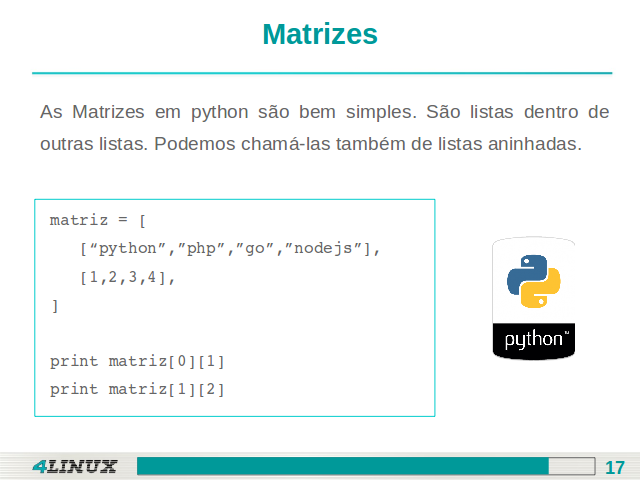 Matrizes
As Matrizes em python são bem simples. São listas dentro de
outras listas. Podemos chamá-las também de listas aninhadas.
matriz = [
[“python”,”php”,”go”,”nodejs”],
[1,2,3,4],
]
print matriz[0][1]
print matriz[1][2]
python™
4LINUX
17